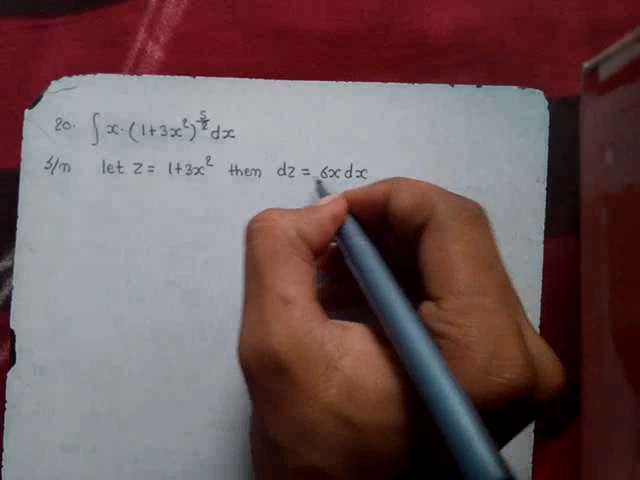 20. ∫ x·(1+3x²)^{5/2} dx
S/n let z = 1+3x² then dz = 6x dx